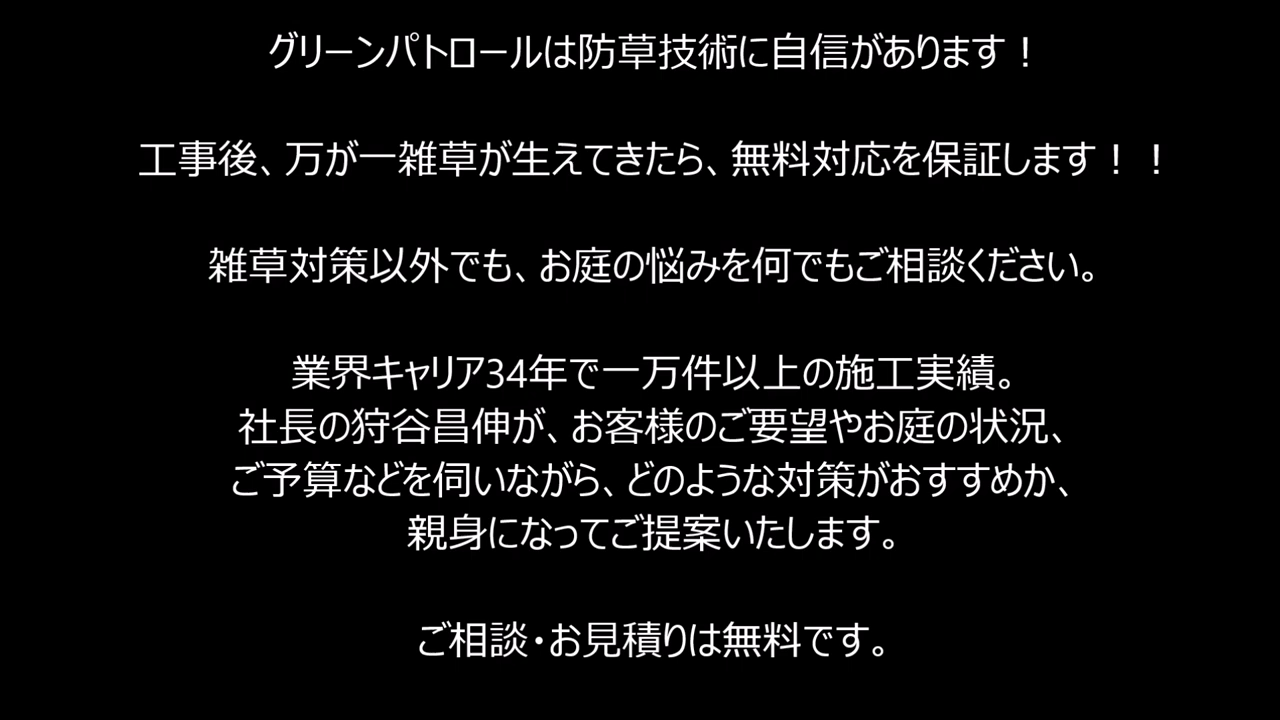 グリーンパトロールは防草技術に自信があります！
工事後、万が一雑草が生えてきたら、無料対応を保証します！！
雑草対策以外でも、お庭の悩みを何でもご相談ください。
業界キャリア34年で一万件以上の施工実績。
社長の狩谷昌伸が、お客様のご要望やお庭の状況、
ご予算などを伺いながら、どのような対策がおすすめか、
親身になってご提案いたします。
ご相談・お見積りは無料です。